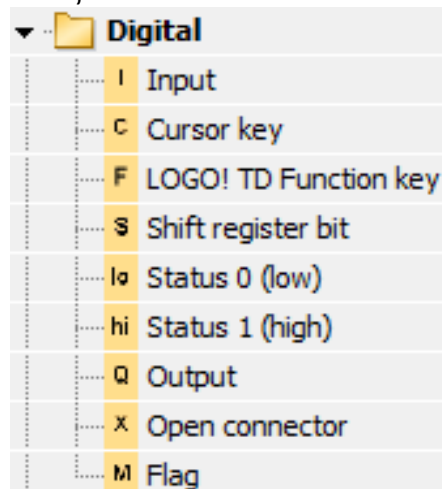 Digital
I Input
C Cursor key
F LOGO! TD Function key
S Shift register bit
lo Status 0 (low)
hi Status 1 (high)
Q Output
X Open connector
M Flag